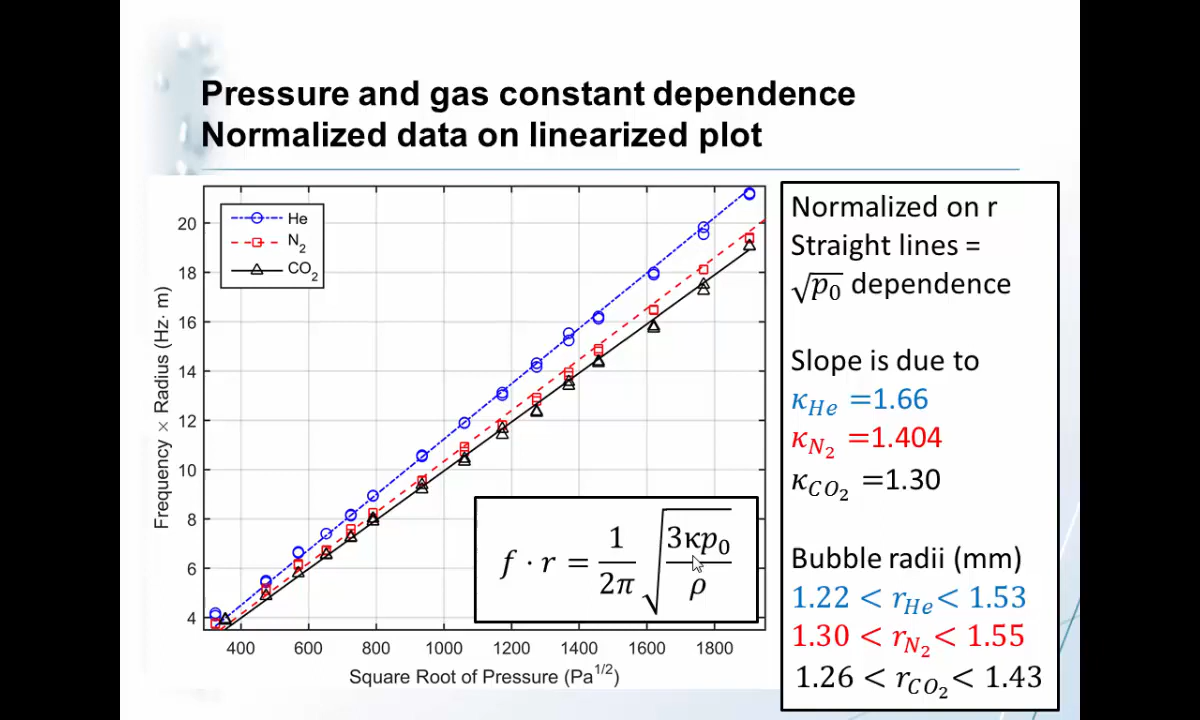 Pressure and gas constant dependence
Normalized data on linearized plot
He
N₂
CO₂
20
18
16
14
12
10
8
6
4
Frequency × Radius (Hz· m)
400 600 800 1000 1200 1400 1600 1800
Square Root of Pressure (Pa^1/2)
f · r = 1/2π √(3κp₀/ρ)
Normalized on r
Straight lines =
√p₀ dependence
Slope is due to
κ_He =1.66
κ_N₂ =1.404
κ_CO₂ =1.30
Bubble radii (mm)
1.22 < r_He < 1.53
1.30 < r_N₂ < 1.55
1.26 < r_CO₂ < 1.43